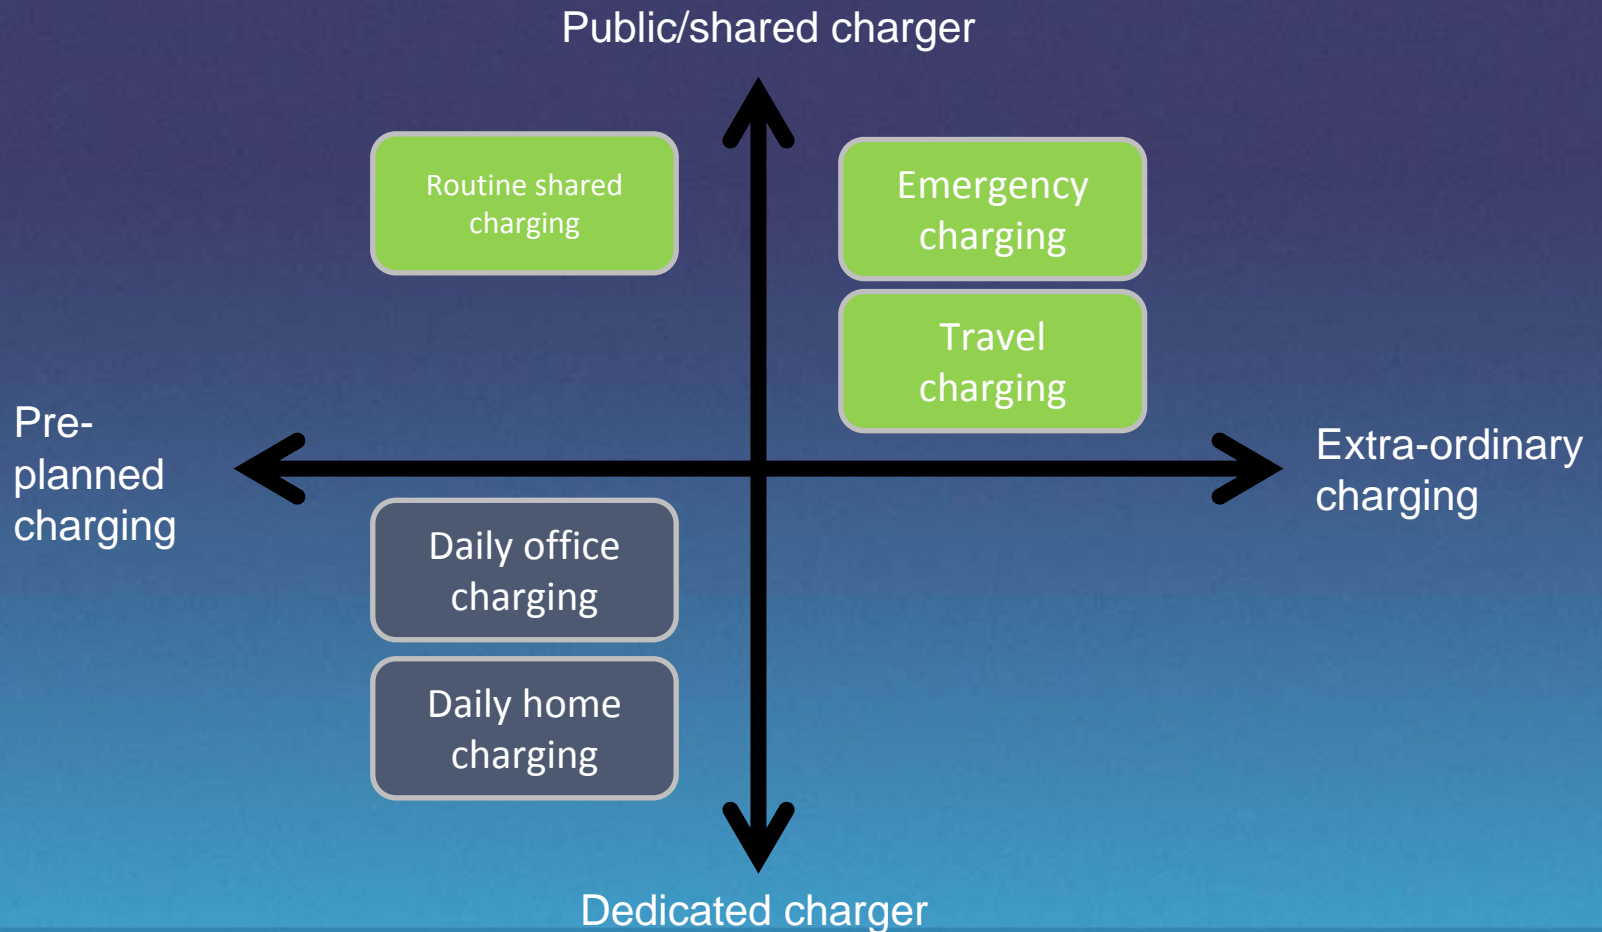 Public/shared charger
Routine shared
charging
Emergency
charging
Travel
charging
Pre-
planned
charging
Extra-ordinary
charging
Daily office
charging
Daily home
charging
Dedicated charger